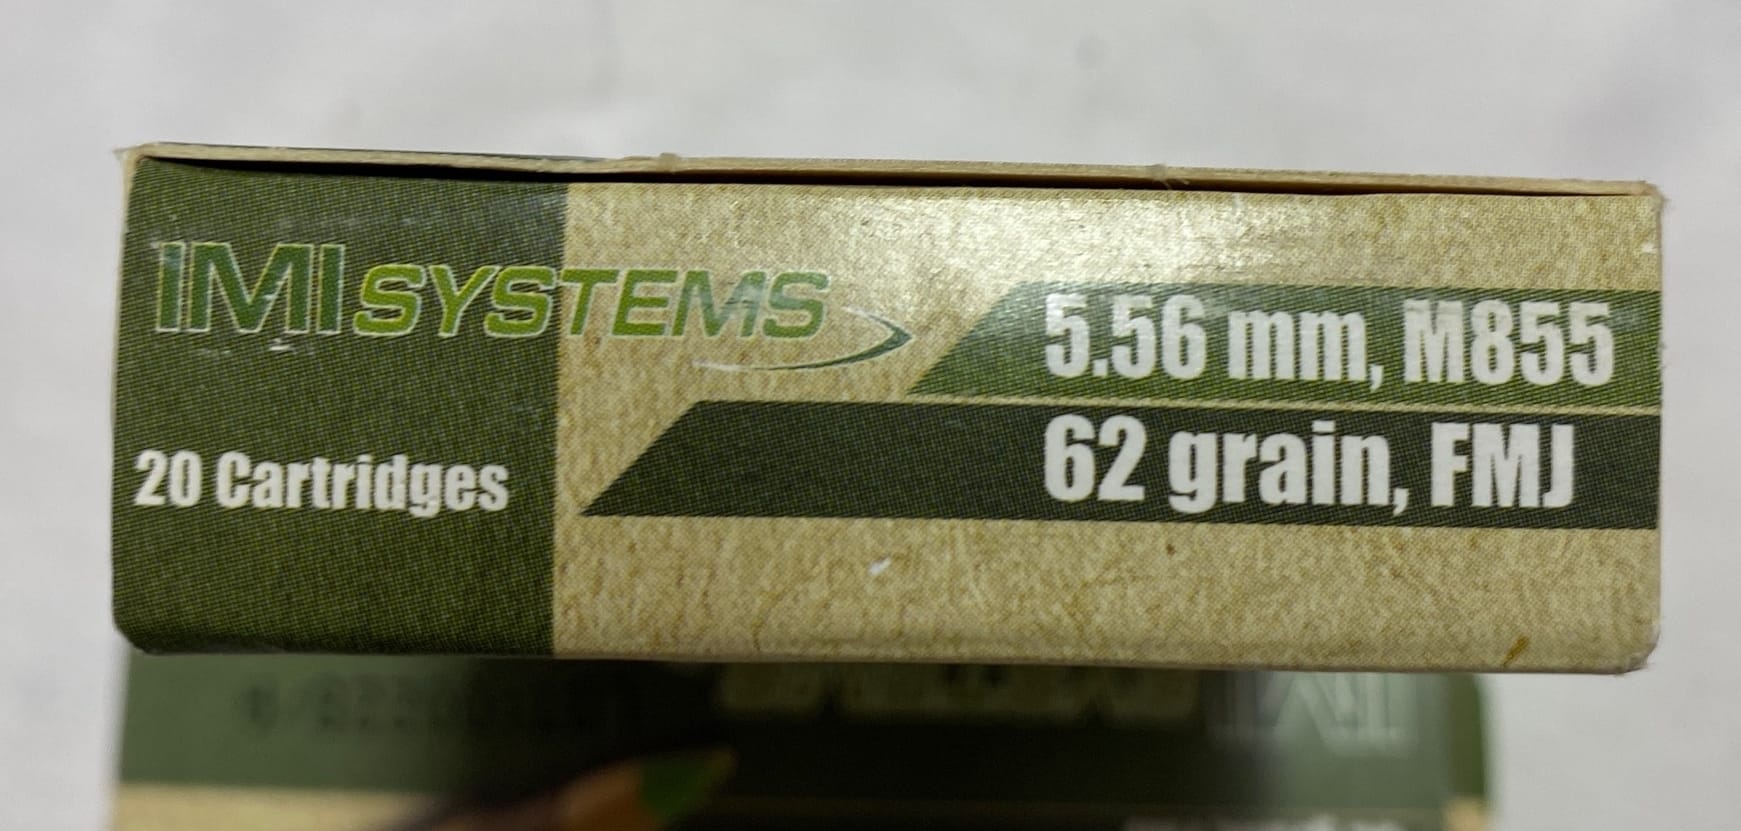 IMI SYSTEMS
5.56 mm, M855
62 grain, FMJ
20 Cartridges